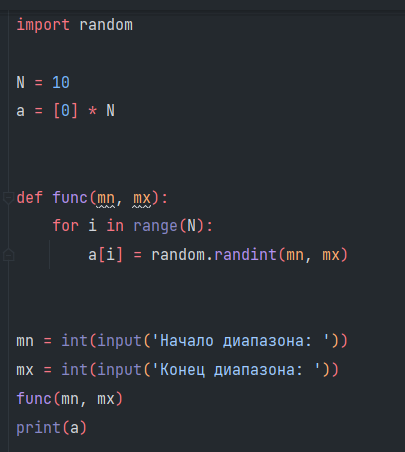 import random
N = 10
a = [0] * N
def func(mn, mx):
    for i in range(N):
        a[i] = random.randint(mn, mx)
mn = int(input('Начало диапазона: '))
mx = int(input('Конец диапазона: '))
func(mn, mx)
print(a)